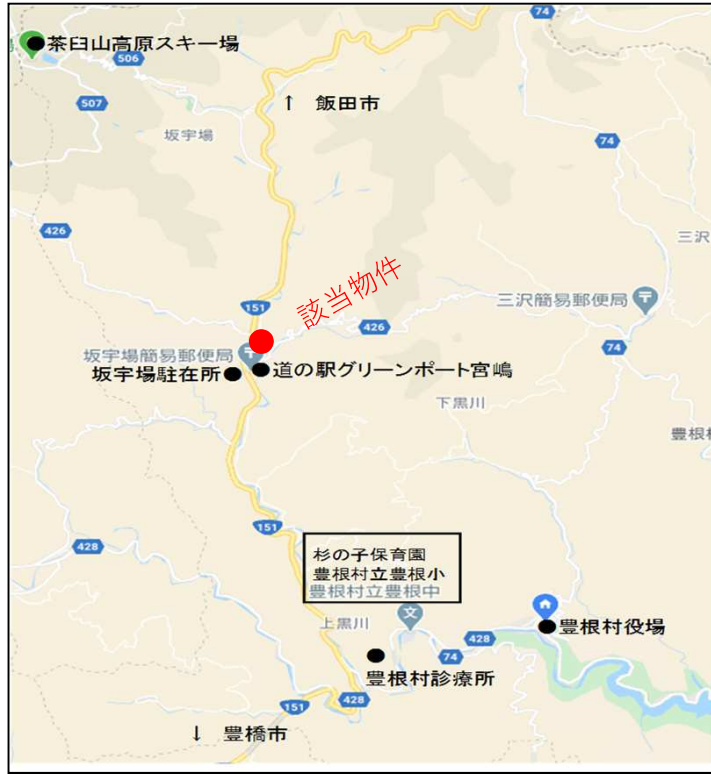 74
茶臼山高原スキー場
506
507
↑ 飯田市
坂宇場
74
426
三沢
該当物件
三沢簡易郵便局
151
426
74
坂宇場簡易郵便局
坂宇場駐在所
道の駅グリーンポート宮嶋
下黒川
豊根村
151
428
杉の子保育園
豊根村立豊根小
豊根村立豊根中
上黒川
文
豊根村役場
428
74
豊根村診療所
428
151
↓ 豊橋市